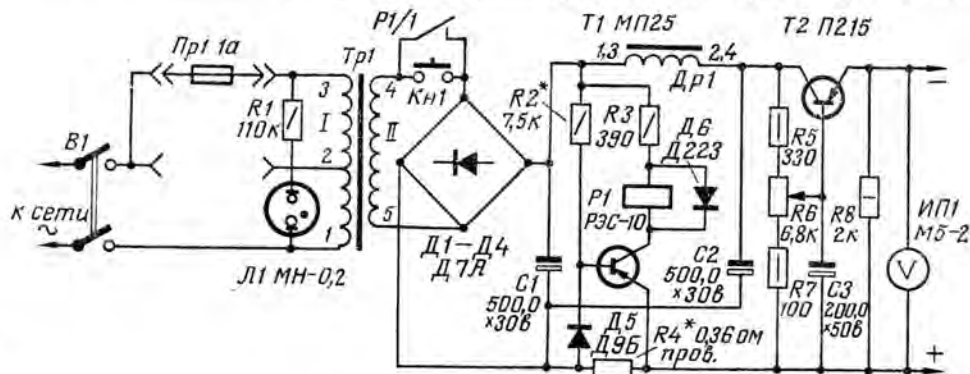 Пр1 1а
В1
к сети
~
R1
110к
Л1 МН-0,2
Тр1
3
I
2
1
4
II
5
Р1/1
Кн1
Д1–Д4
Д7Я
Т1 МП25
1,3
2,4
Др1
R2*
7,5к
R3
390
Д6
Д223
Р1
РЭС-10
С1
500,0
×30в
Д5
Д9Б
R4* 0,36 ом
пров.
С2
500,0
×30в
Т2 П215
R5
330
R6
6,8к
R7
100
С3
200,0
×50в
R8
2к
ИП1
М5-2
V
–
+